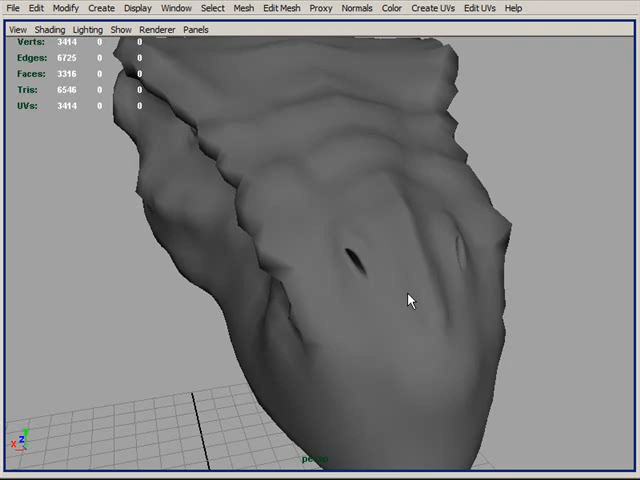 File Edit Modify Create Display Window Select Mesh Edit Mesh Proxy Normals Color Create UVs Edit UVs Help
View Shading Lighting Show Renderer Panels
Verts: 3414 0 0
Edges: 6725 0 0
Faces: 3316 0 0
Tris: 6546 0 0
UVs: 3414 0 0
Z
X
persp